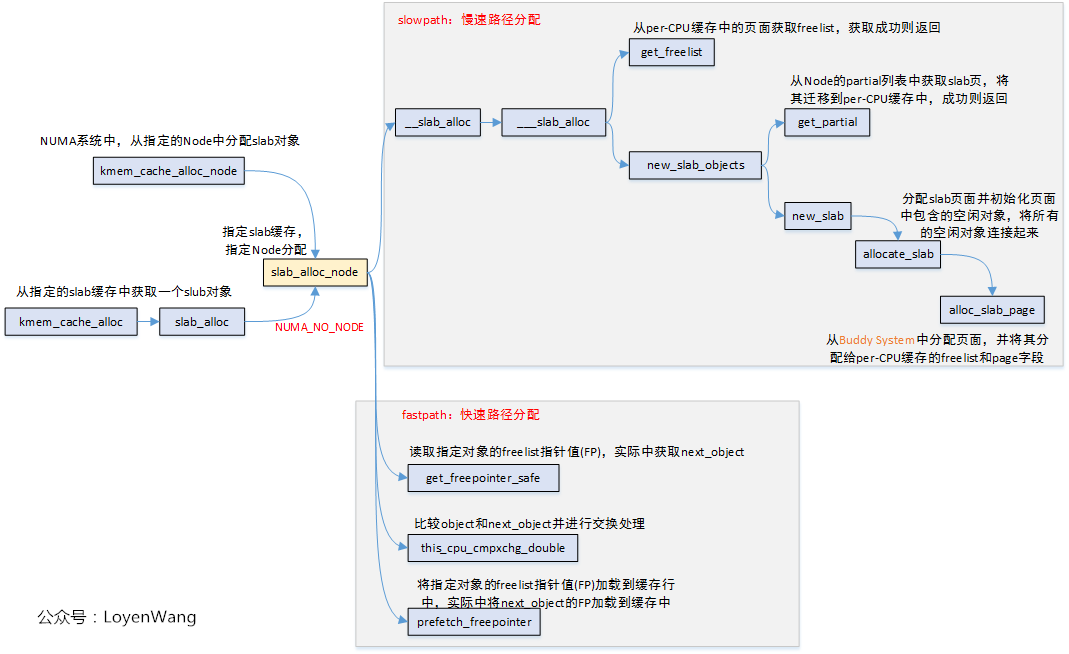 slowpath：慢速路径分配
从per-CPU缓存中的页面获取freelist，获取成功则返回
get_freelist
从Node的partial列表中获取slab页，将
其迁移到per-CPU缓存中，成功则返回
get_partial
__slab_alloc
___slab_alloc
new_slab_objects
new_slab
分配slab页面并初始化页面
中包含的空闲对象，将所有
的空闲对象连接起来
allocate_slab
alloc_slab_page
从Buddy System中分配页面，并将其分
配给per-CPU缓存的freelist和page字段
NUMA系统中，从指定的Node中分配slab对象
kmem_cache_alloc_node
指定slab缓存，
指定Node分配
slab_alloc_node
从指定的slab缓存中获取一个slub对象
kmem_cache_alloc
slab_alloc
NUMA_NO_NODE
fastpath：快速路径分配
读取指定对象的freelist指针值(FP)，实际中获取next_object
get_freepointer_safe
比较object和next_object并进行交换处理
this_cpu_cmpxchg_double
将指定对象的freelist指针值(FP)加载到缓存行
中，实际中将next_object的FP加载到缓存中
prefetch_freepointer
公众号：LoyenWang